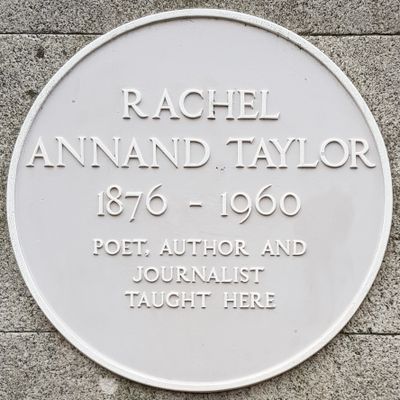 RACHEL
ANNAND TAYLOR
1876 - 1960
POET, AUTHOR AND
JOURNALIST
TAUGHT HERE